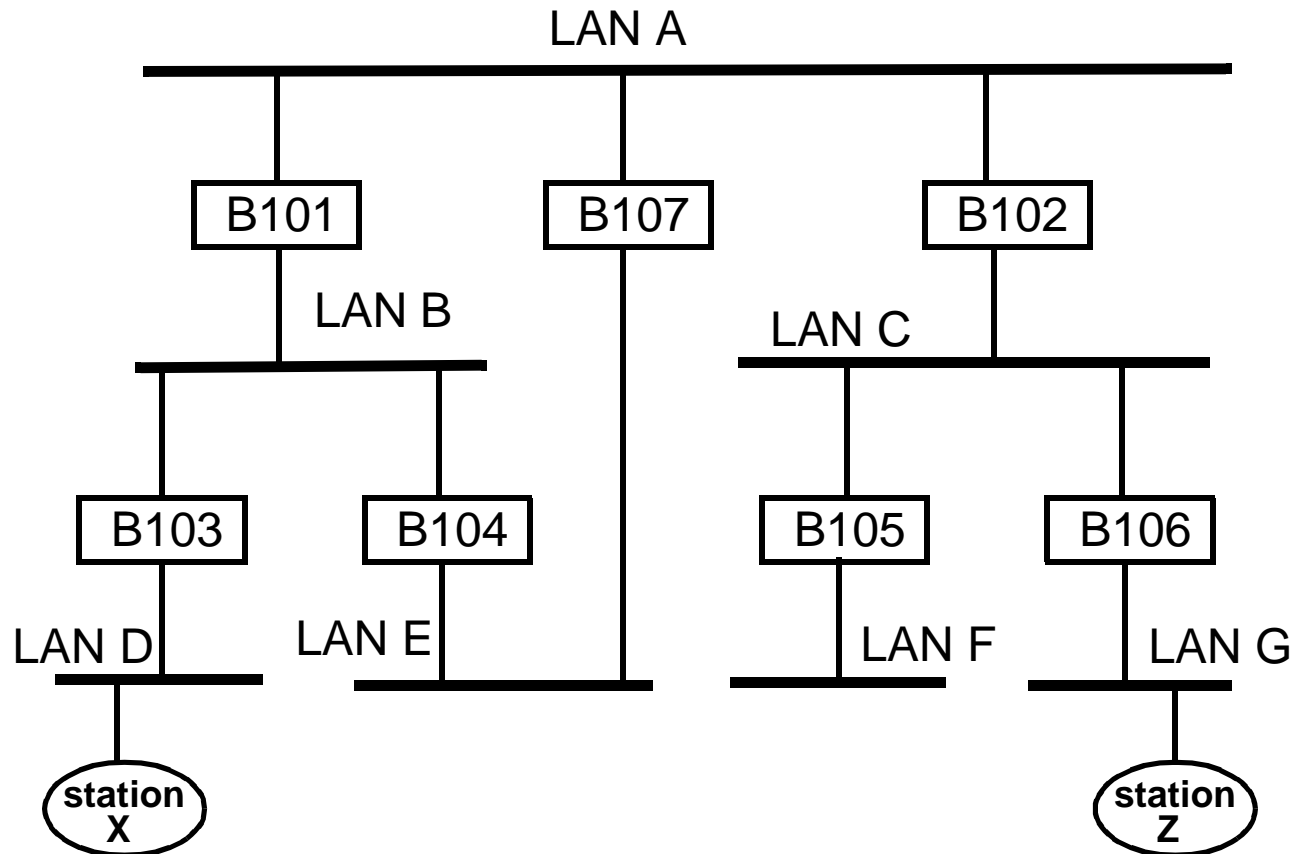 LAN A
B101
B107
B102
LAN B
LAN C
B103
B104
B105
B106
LAN D
LAN E
LAN F
LAN G
station
X
station
Z